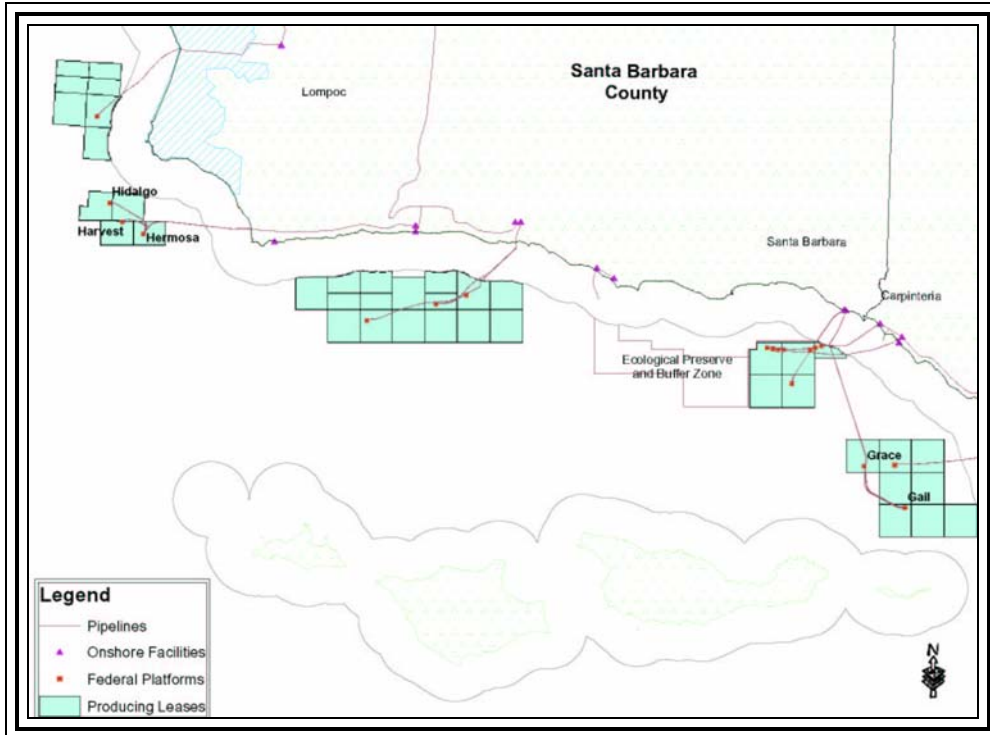 Santa Barbara
County
Lompoc
Hidalgo
Harvest
Hermosa
Santa Barbara
Carpinteria
Ecological Preserve
and Buffer Zone
Grace
Gail
Legend
Pipelines
Onshore Facilities
Federal Platforms
Producing Leases
N